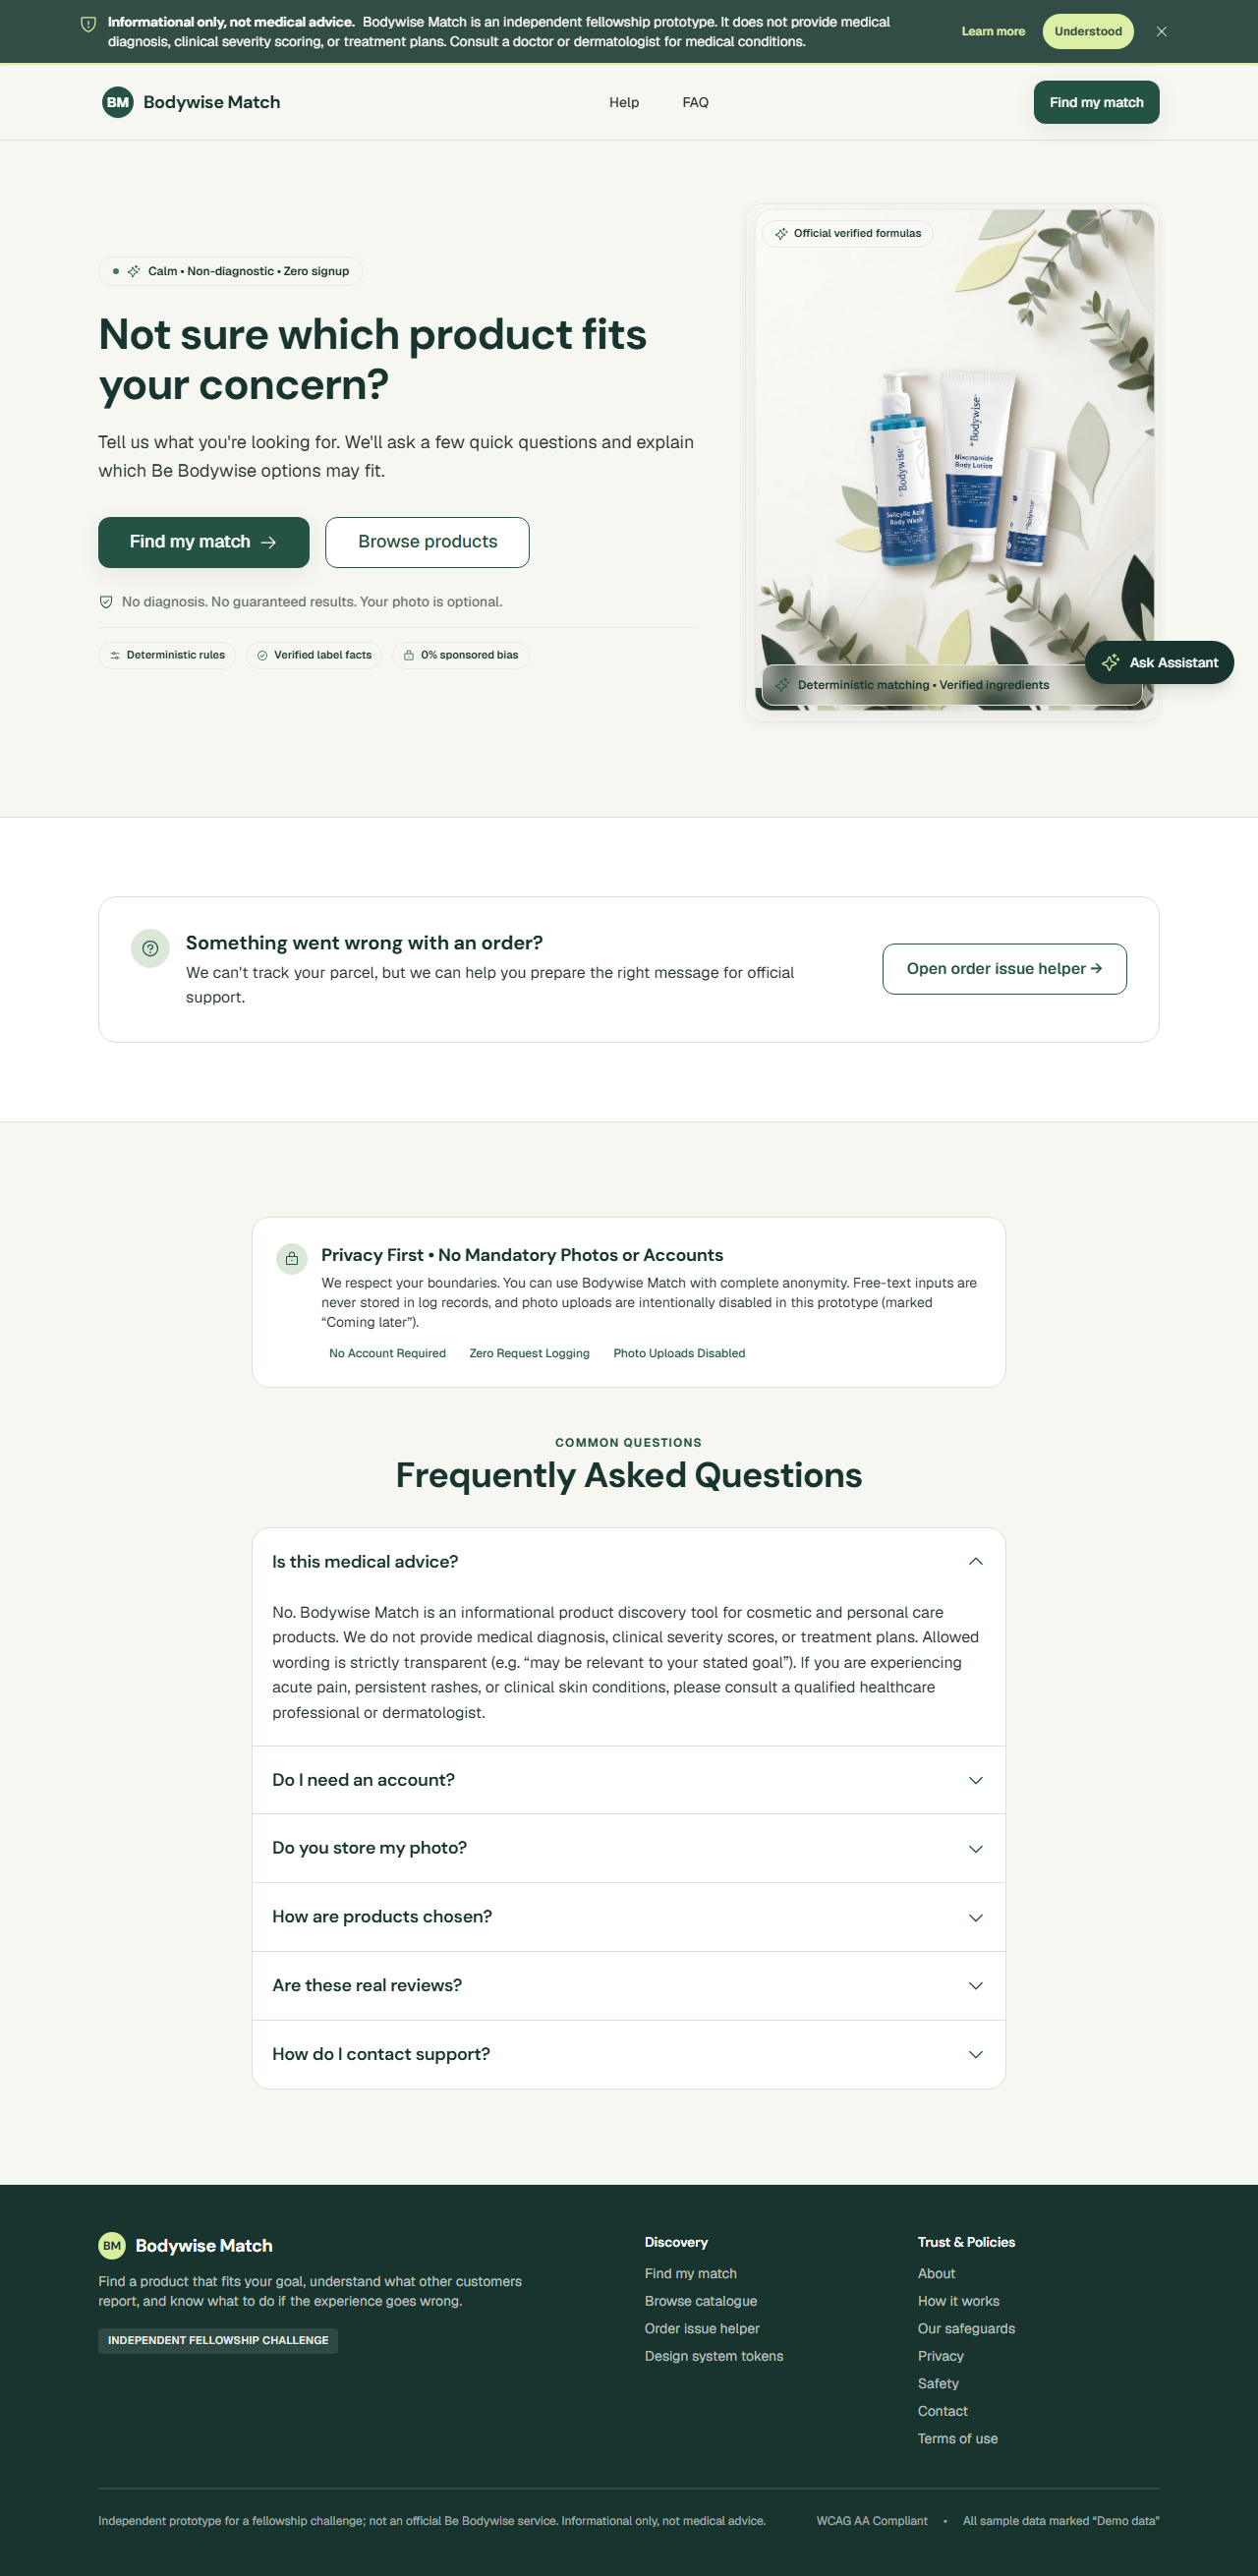 Informational only, not medical advice. Bodywise Match is an independent fellowship prototype. It does not provide medical
diagnosis, clinical severity scoring, or treatment plans. Consult a doctor or dermatologist for medical conditions.
Learn more
Understood
BM
Bodywise Match
Help
FAQ
Find my match
Calm • Non-diagnostic • Zero signup
Not sure which product fits
your concern?
Tell us what you're looking for. We'll ask a few quick questions and explain
which Be Bodywise options may fit.
Find my match →
Browse products
No diagnosis. No guaranteed results. Your photo is optional.
Deterministic rules
Verified label facts
0% sponsored bias
Official verified formulas
Bodywise
Salicylic Acid
Body Wash
Bodywise
Niacinamide
Body Lotion
Bodywise
Deterministic matching • Verified ingredients
Ask Assistant
Something went wrong with an order?
We can't track your parcel, but we can help you prepare the right message for official
support.
Open order issue helper →
Privacy First • No Mandatory Photos or Accounts
We respect your boundaries. You can use Bodywise Match with complete anonymity. Free-text inputs are
never stored in log records, and photo uploads are intentionally disabled in this prototype (marked
“Coming later”).
No Account Required
Zero Request Logging
Photo Uploads Disabled
COMMON QUESTIONS
Frequently Asked Questions
Is this medical advice?
No. Bodywise Match is an informational product discovery tool for cosmetic and personal care
products. We do not provide medical diagnosis, clinical severity scores, or treatment plans. Allowed
wording is strictly transparent (e.g. “may be relevant to your stated goal”). If you are experiencing
acute pain, persistent rashes, or clinical skin conditions, please consult a qualified healthcare
professional or dermatologist.
Do I need an account?
Do you store my photo?
How are products chosen?
Are these real reviews?
How do I contact support?
BM
Bodywise Match
Find a product that fits your goal, understand what other customers
report, and know what to do if the experience goes wrong.
INDEPENDENT FELLOWSHIP CHALLENGE
Discovery
Find my match
Browse catalogue
Order issue helper
Design system tokens
Trust & Policies
About
How it works
Our safeguards
Privacy
Safety
Contact
Terms of use
Independent prototype for a fellowship challenge; not an official Be Bodywise service. Informational only, not medical advice.
WCAG AA Compliant • All sample data marked “Demo data”